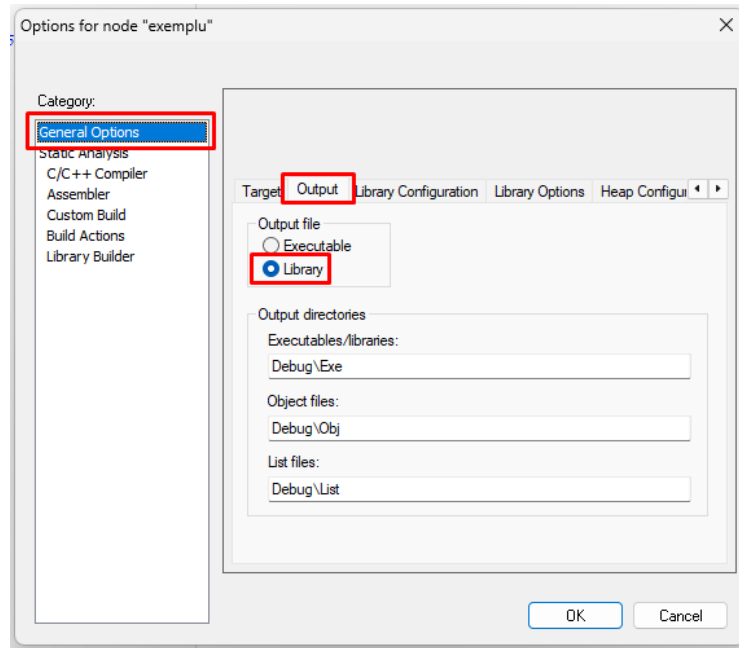 Options for node "exemplu"
Category:
General Options
Static Analysis
C/C++ Compiler
Assembler
Custom Build
Build Actions
Library Builder
Target Output Library Configuration Library Options Heap Configur
Output file
Executable
Library
Output directories
Executables/libraries:
Debug\Exe
Object files:
Debug\Obj
List files:
Debug\List
OK Cancel